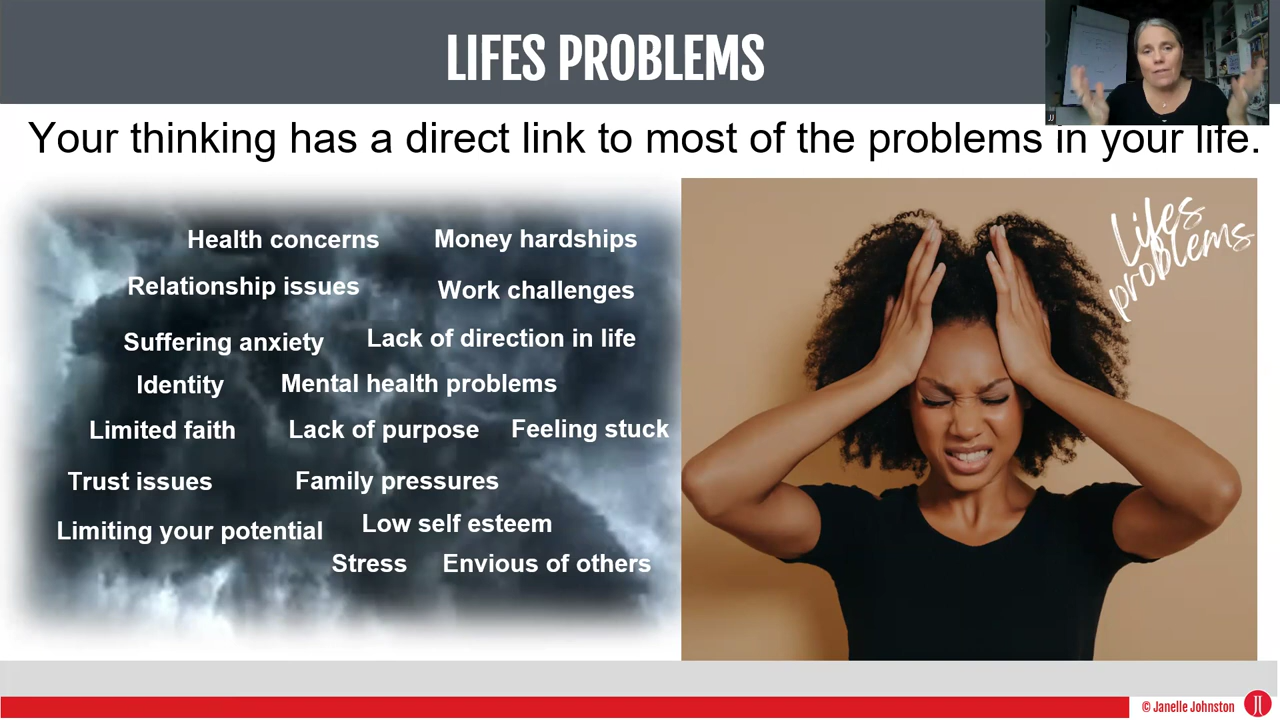 LIFES PROBLEMS
JJ
Your thinking has a direct link to most of the problems in your life.
Health concerns Money hardships
Relationship issues Work challenges
Suffering anxiety Lack of direction in life
Identity Mental health problems
Limited faith Lack of purpose Feeling stuck
Trust issues Family pressures
Limiting your potential Low self esteem
Stress Envious of others
Lifes
problems
© Janelle Johnston JJ